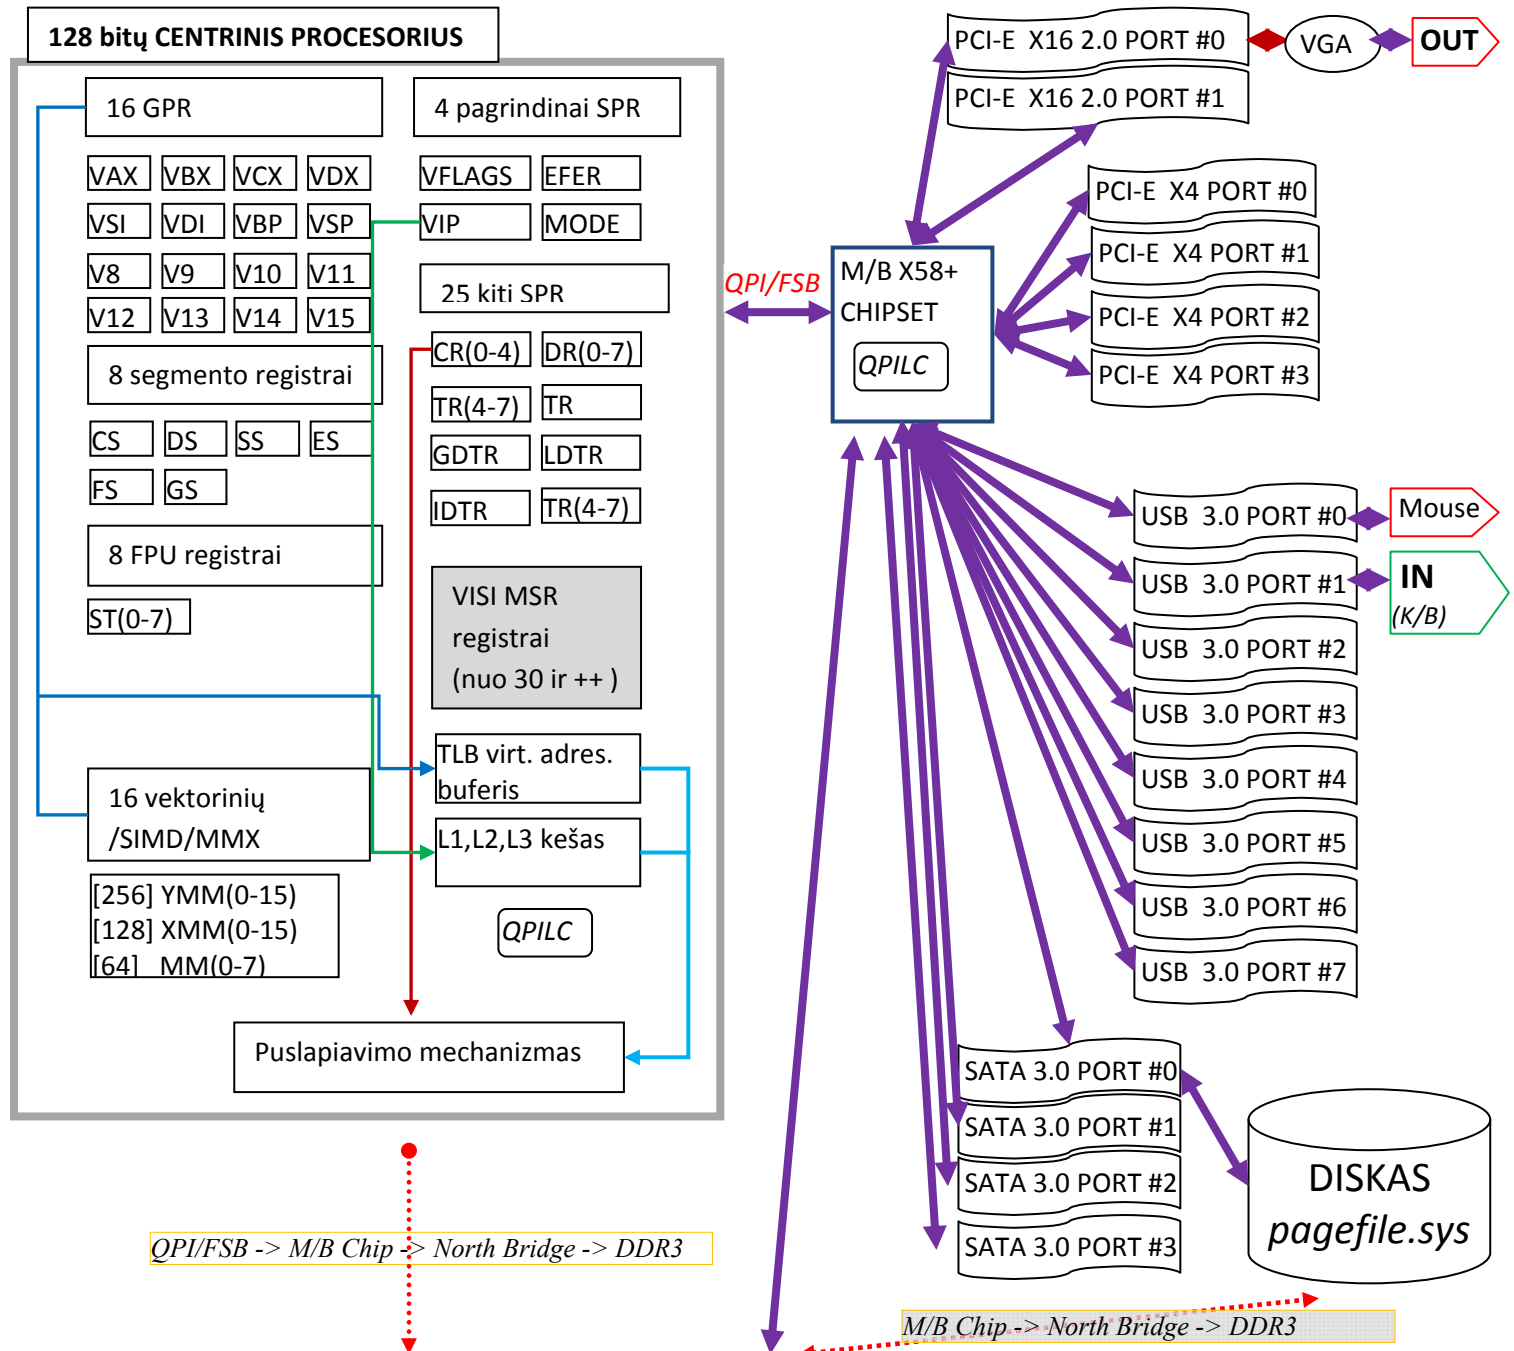 128 bitų CENTRINIS PROCESORIUS
16 GPR
VAX
VBX
VCX
VDX
VSI
VDI
VBP
VSP
V8
V9
V10
V11
V12
V13
V14
V15
8 segmento registrai
CS
DS
SS
ES
FS
GS
8 FPU registrai
ST(0-7)
16 vektorinių
/SIMD/MMX
[256] YMM(0-15)
[128] XMM(0-15)
[64] MM(0-7)
4 pagrindinai SPR
VFLAGS
EFER
VIP
MODE
25 kiti SPR
CR(0-4)
DR(0-7)
TR(4-7)
TR
GDTR
LDTR
IDTR
TR(4-7)
VISI MSR
registrai
(nuo 30 ir ++ )
TLB virt. adres.
buferis
L1,L2,L3 kešas
QPILC
Puslapiavimo mechanizmas
QPI/FSB
M/B X58+
CHIPSET
QPILC
PCI-E X16 2.0 PORT #0
VGA
OUT
PCI-E X16 2.0 PORT #1
PCI-E X4 PORT #0
PCI-E X4 PORT #1
PCI-E X4 PORT #2
PCI-E X4 PORT #3
USB 3.0 PORT #0
Mouse
USB 3.0 PORT #1
IN
(K/B)
USB 3.0 PORT #2
USB 3.0 PORT #3
USB 3.0 PORT #4
USB 3.0 PORT #5
USB 3.0 PORT #6
USB 3.0 PORT #7
SATA 3.0 PORT #0
SATA 3.0 PORT #1
SATA 3.0 PORT #2
SATA 3.0 PORT #3
DISKAS
pagefile.sys
QPI/FSB -> M/B Chip -> North Bridge -> DDR3
M/B Chip -> North Bridge -> DDR3